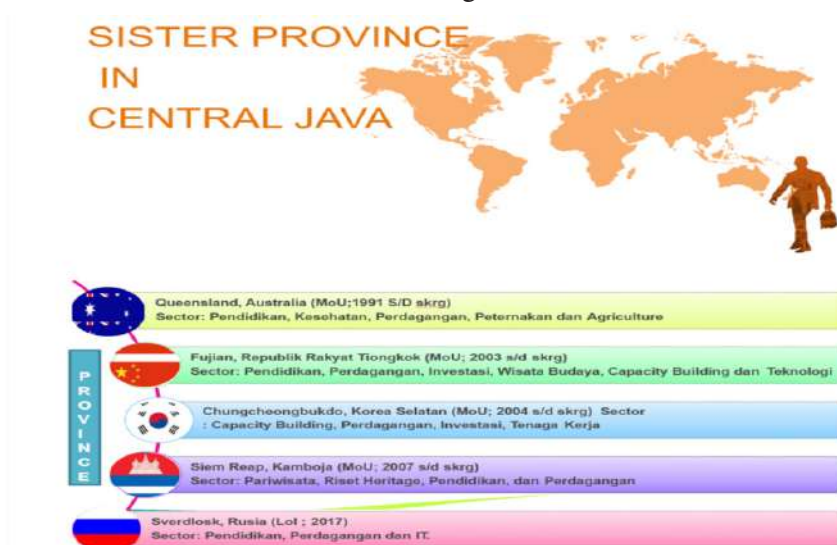 SISTER PROVINCE
IN
CENTRAL JAVA
PROVINCE
Queensland, Australia (MoU;1991 S/D skrg)
Sector: Pendidikan, Kesehatan, Perdagangan, Peternakan dan Agriculture
Fujian, Republik Rakyat Tiongkok (MoU; 2003 s/d skrg)
Sector: Pendidikan, Perdagangan, Investasi, Wisata Budaya, Capacity Building dan Teknologi
Chungcheongbukdo, Korea Selatan (MoU; 2004 s/d skrg) Sector
: Capacity Building, Perdagangan, Investasi, Tenaga Kerja
Siem Reap, Kamboja (MoU; 2007 s/d skrg)
Sector: Pariwisata, Riset Heritage, Pendidikan, dan Perdagangan
Sverdlosk, Rusia (LoI ; 2017)
Sector: Pendidikan, Perdagangan dan IT.